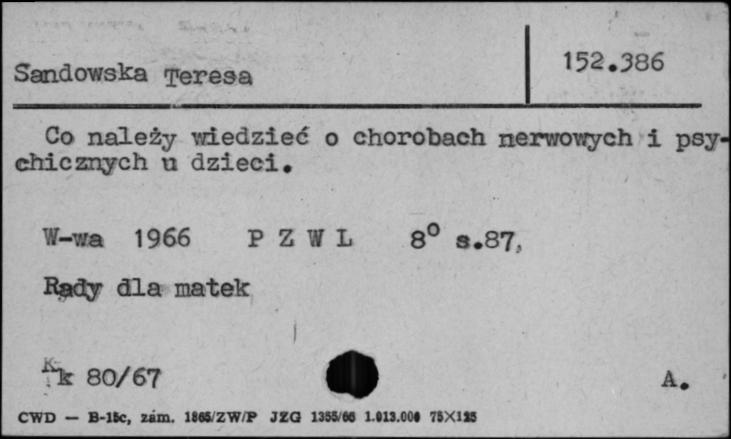 Sandowska Teresa
152.386
Co należy wiedzieć o chorobach nerwowych i psy-
chicznych u dzieci.
W-wa 1966 P Z W L 8° s.87,
Rady dla matek
k 80/67
A.
CWD — B-15c, zam. 1865/ZW/P JZG 1355/66 1.013.000 75X125